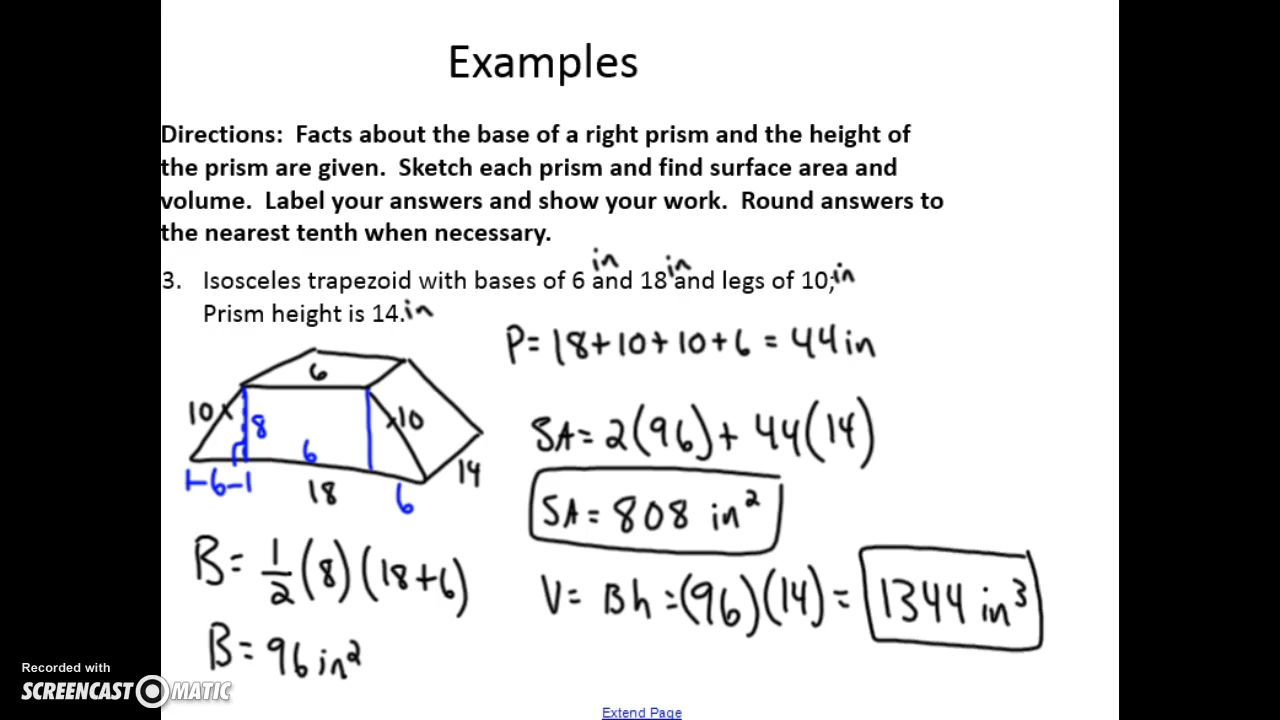 Examples
Directions: Facts about the base of a right prism and the height of
the prism are given. Sketch each prism and find surface area and
volume. Label your answers and show your work. Round answers to
the nearest tenth when necessary.
3. Isosceles trapezoid with bases of 6 in and 18 in and legs of 10; in
Prism height is 14. in
P= 18+10+10+6 = 44 in
6
10
8
10
6
14
6
18
6
SA = 2(96) + 44(14)
SA = 808 in²
B = 1/2 (8)(18+6)
B = 96 in²
V = Bh = (96)(14) = 1344 in³
Recorded with
SCREENCAST MATIC
Extend Page